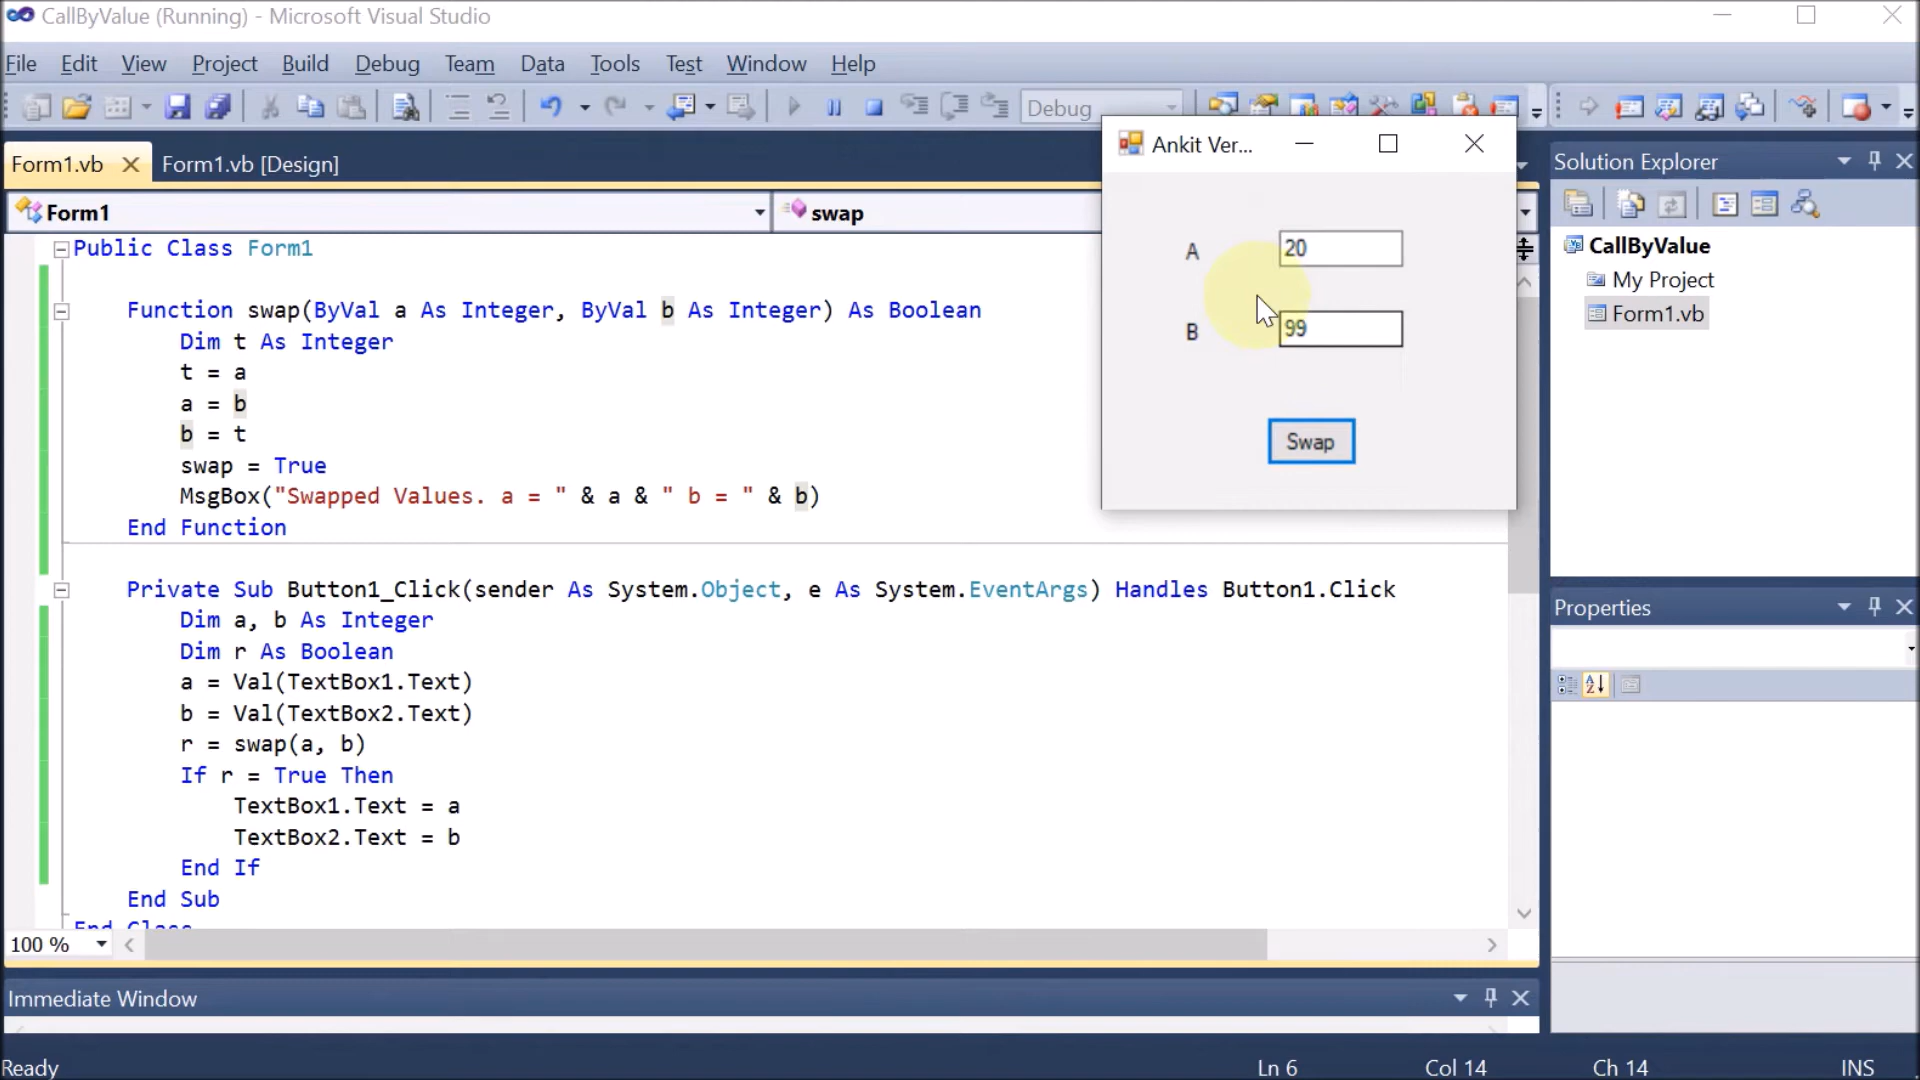 CallByValue (Running) - Microsoft Visual Studio
File Edit View Project Build Debug Team Data Tools Test Window Help
Debug
Form1.vb Form1.vb [Design]
Form1 swap
Public Class Form1
Function swap(ByVal a As Integer, ByVal b As Integer) As Boolean
Dim t As Integer
t = a
a = b
b = t
swap = True
MsgBox("Swapped Values. a = " & a & " b = " & b)
End Function
Private Sub Button1_Click(sender As System.Object, e As System.EventArgs) Handles Button1.Click
Dim a, b As Integer
Dim r As Boolean
a = Val(TextBox1.Text)
b = Val(TextBox2.Text)
r = swap(a, b)
If r = True Then
TextBox1.Text = a
TextBox2.Text = b
End If
End Sub
End Class
100 %
Ankit Ver...
A 20
B 99
Swap
Solution Explorer
CallByValue
My Project
Form1.vb
Properties
Immediate Window
Ready Ln 6 Col 14 Ch 14 INS